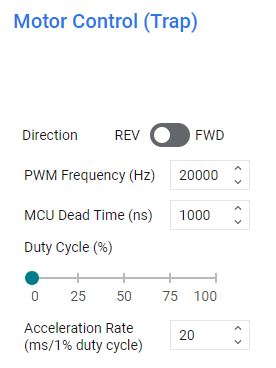 Motor Control (Trap)
Direction REV FWD
PWM Frequency (Hz) 20000
MCU Dead Time (ns) 1000
Duty Cycle (%)
0 25 50 75 100
Acceleration Rate
(ms/1% duty cycle) 20